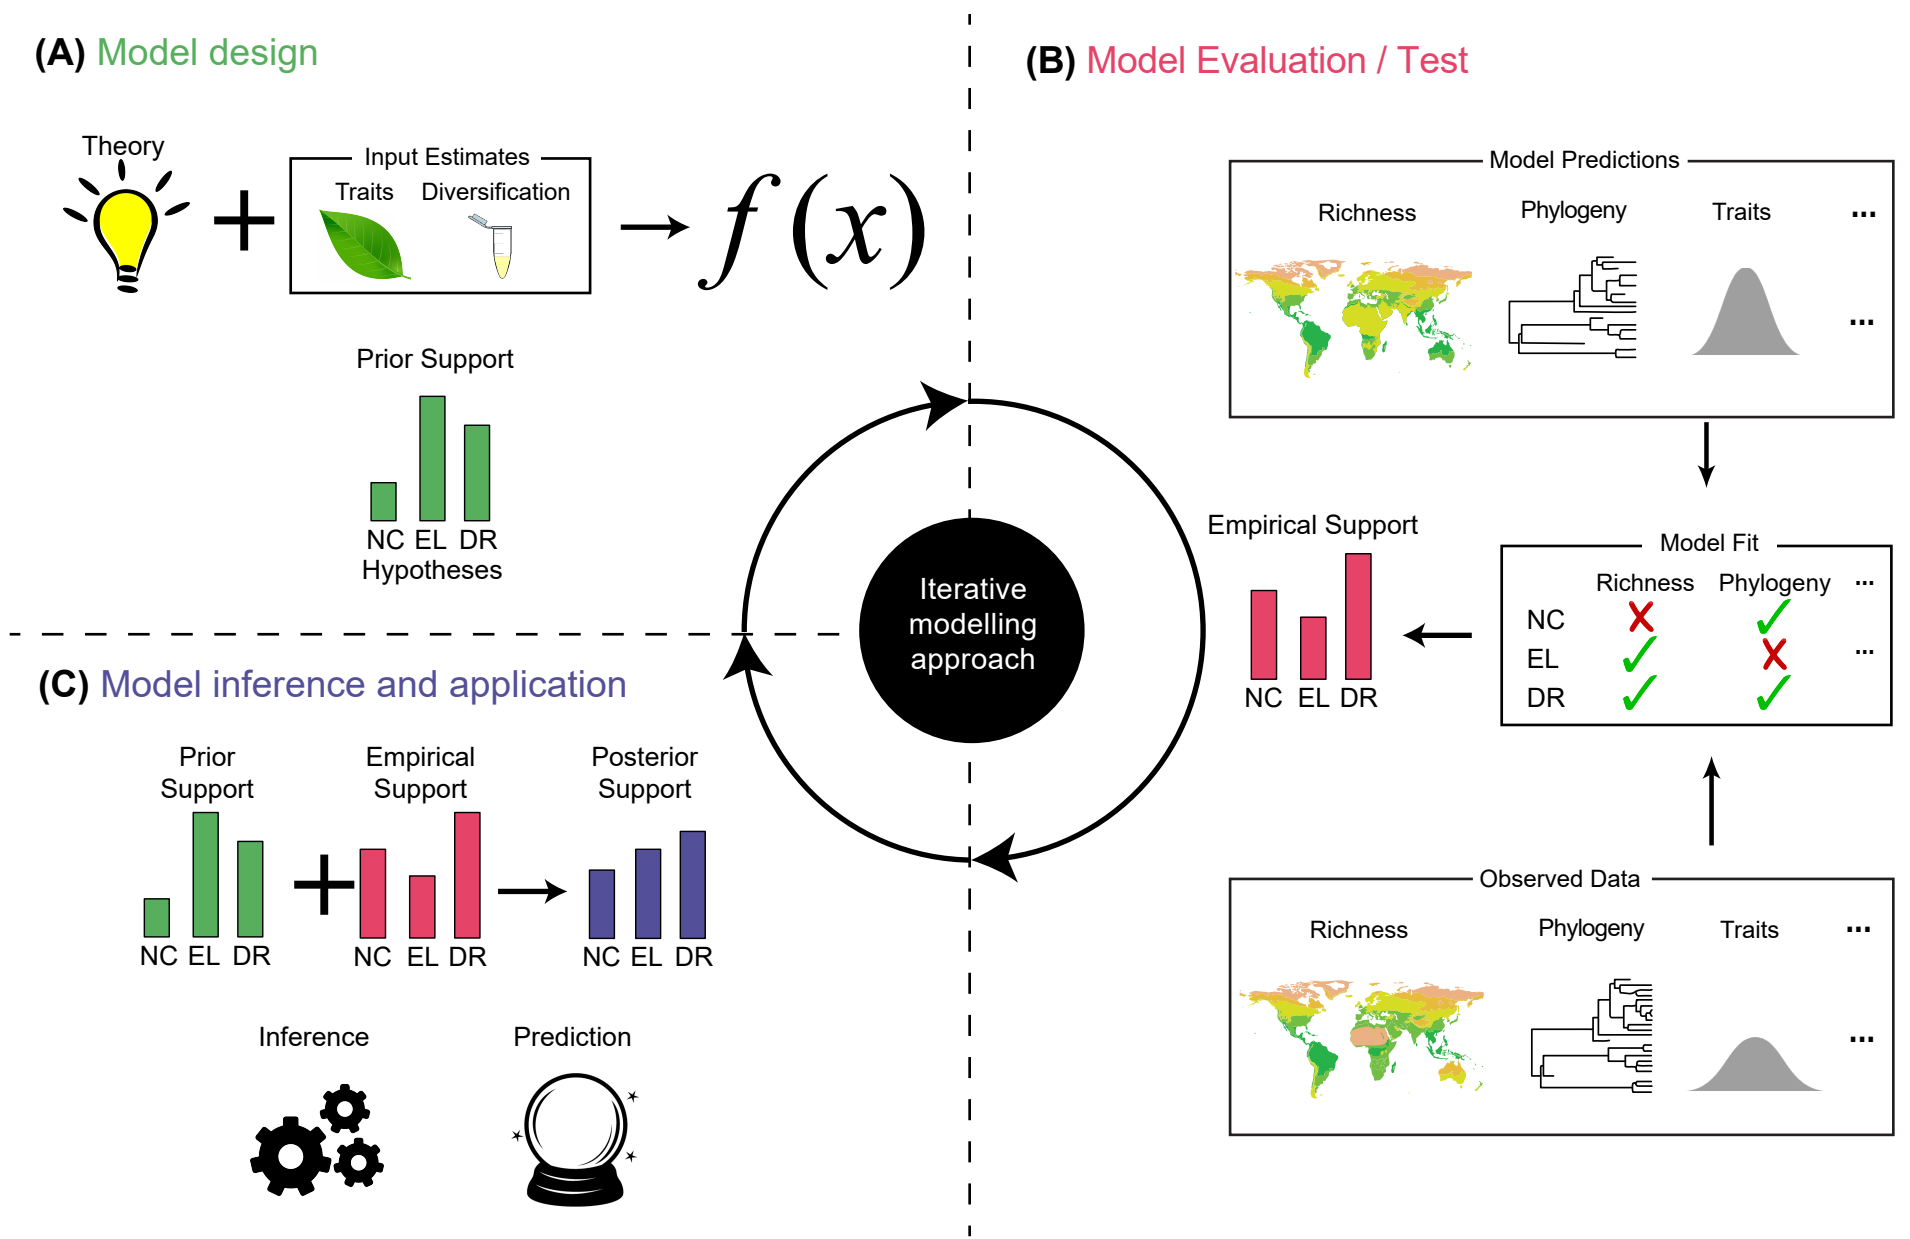 (A) Model design
Theory
Input Estimates
Traits Diversification
f (x)
Prior Support
NC EL DR
Hypotheses
(B) Model Evaluation / Test
Model Predictions
Richness Phylogeny Traits ...
...
Empirical Support
NC EL DR
Model Fit
Richness Phylogeny ...
NC
EL ...
DR
Observed Data
Richness Phylogeny Traits ...
...
Iterative
modelling
approach
(C) Model inference and application
Prior
Support
NC EL DR
Empirical
Support
NC EL DR
Posterior
Support
NC EL DR
Inference
Prediction